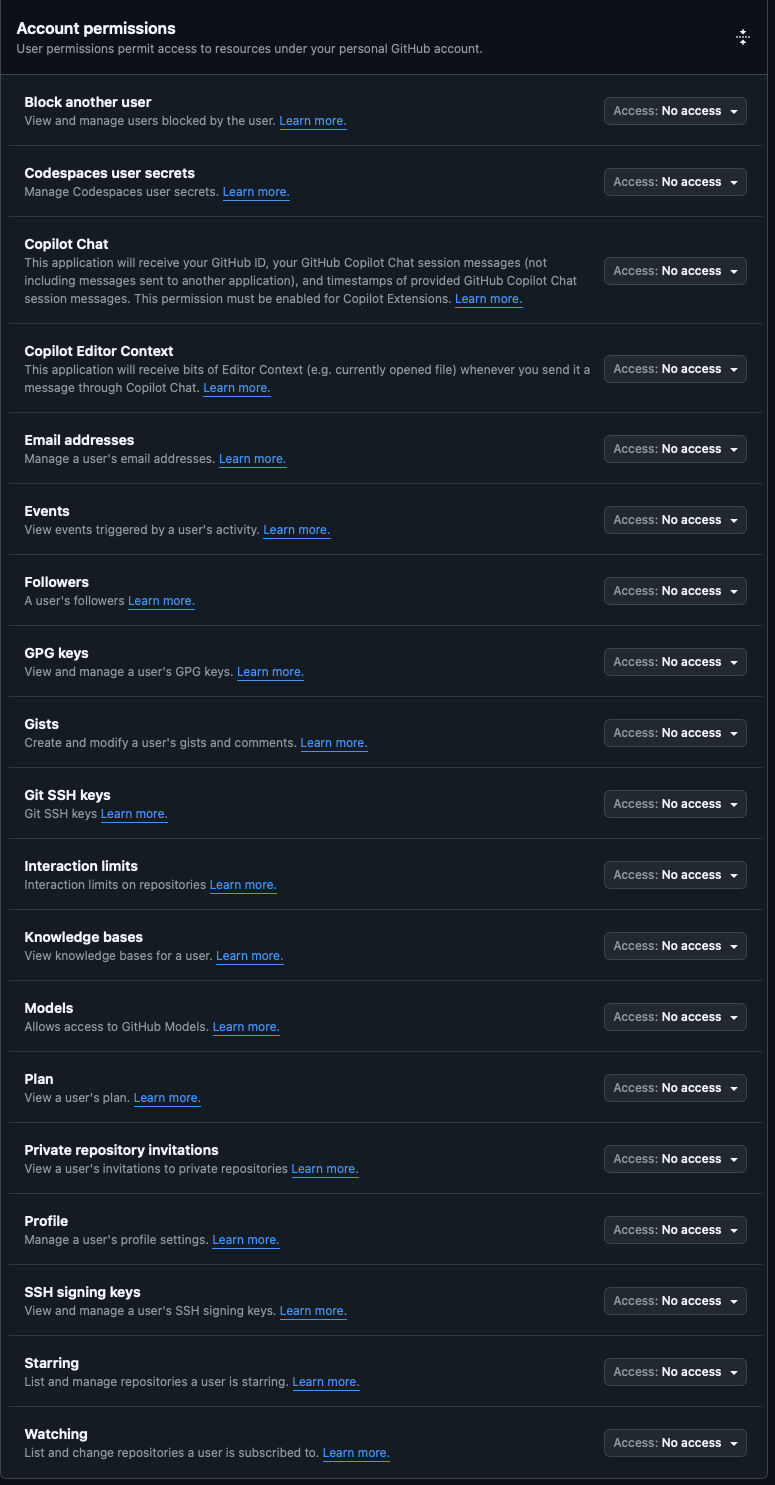 Account permissions
User permissions permit access to resources under your personal GitHub account.
Block another user
View and manage users blocked by the user. Learn more.
Access: No access
Codespaces user secrets
Manage Codespaces user secrets. Learn more.
Access: No access
Copilot Chat
This application will receive your GitHub ID, your GitHub Copilot Chat session messages (not
including messages sent to another application), and timestamps of provided GitHub Copilot Chat
session messages. This permission must be enabled for Copilot Extensions. Learn more.
Access: No access
Copilot Editor Context
This application will receive bits of Editor Context (e.g. currently opened file) whenever you send it a
message through Copilot Chat. Learn more.
Access: No access
Email addresses
Manage a user's email addresses. Learn more.
Access: No access
Events
View events triggered by a user's activity. Learn more.
Access: No access
Followers
A user's followers Learn more.
Access: No access
GPG keys
View and manage a user's GPG keys. Learn more.
Access: No access
Gists
Create and modify a user's gists and comments. Learn more.
Access: No access
Git SSH keys
Git SSH keys Learn more.
Access: No access
Interaction limits
Interaction limits on repositories Learn more.
Access: No access
Knowledge bases
View knowledge bases for a user. Learn more.
Access: No access
Models
Allows access to GitHub Models. Learn more.
Access: No access
Plan
View a user's plan. Learn more.
Access: No access
Private repository invitations
View a user's invitations to private repositories Learn more.
Access: No access
Profile
Manage a user's profile settings. Learn more.
Access: No access
SSH signing keys
View and manage a user's SSH signing keys. Learn more.
Access: No access
Starring
List and manage repositories a user is starring. Learn more.
Access: No access
Watching
List and change repositories a user is subscribed to. Learn more.
Access: No access